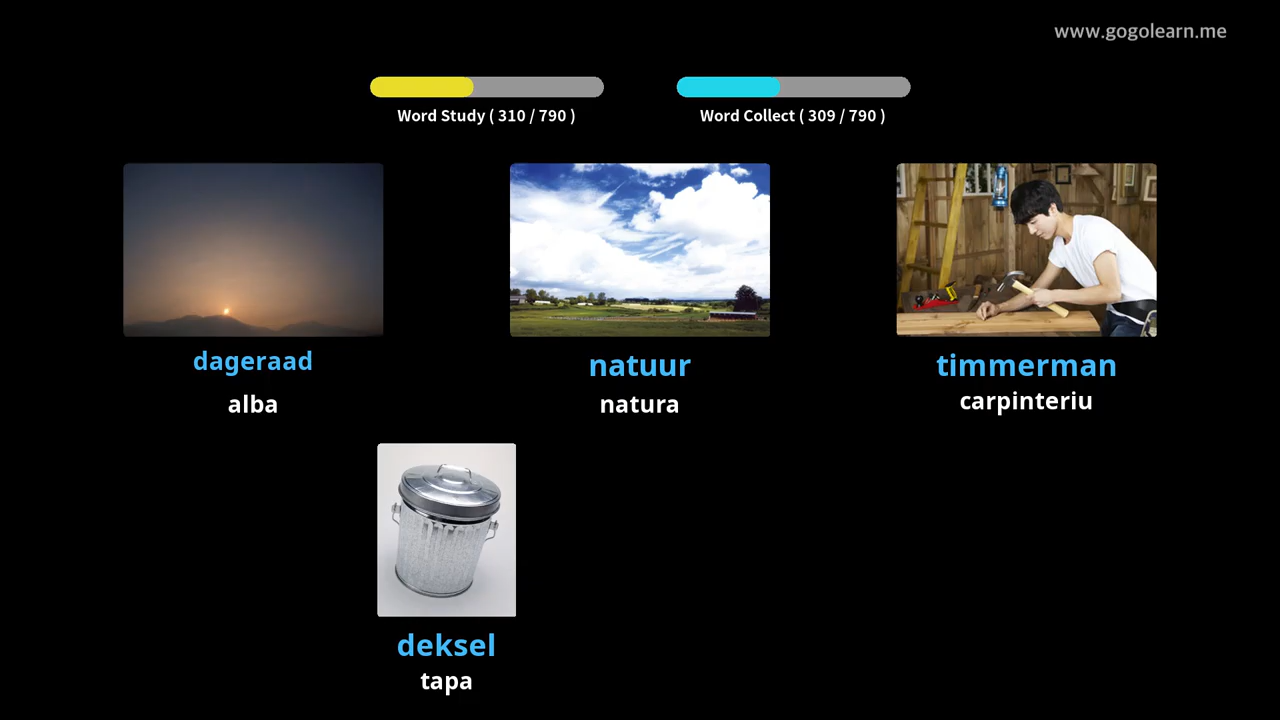 www.gogolearn.me
Word Study ( 310 / 790 )
Word Collect ( 309 / 790 )
dageraad
alba
natuur
natura
timmerman
carpinteriu
deksel
tapa